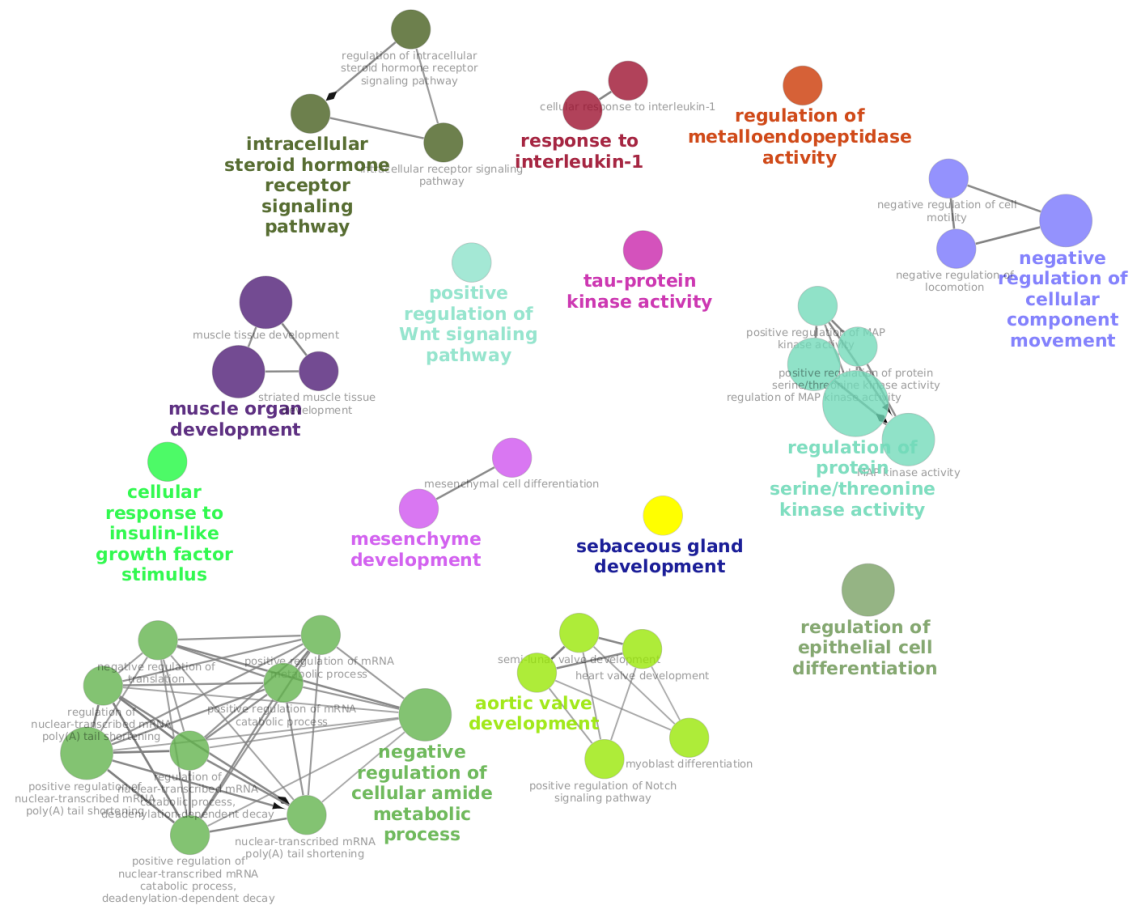 regulation of intracellular
steroid hormone receptor
signaling pathway
intracellular
steroid hormone
receptor
signaling
pathway
intracellular receptor signaling
pathway
cellular response to interleukin-1
response to
interleukin-1
regulation of
metalloendopeptidase
activity
negative regulation of cell
motility
negative regulation of
locomotion
negative
regulation of
cellular
component
movement
positive
regulation of
Wnt signaling
pathway
tau-protein
kinase activity
muscle tissue development
striated muscle tissue
development
muscle organ
development
positive regulation of MAP
kinase activity
positive regulation of protein
serine/threonine kinase activity
regulation of MAP kinase activity
regulation of
protein
serine/threonine
kinase activity
MAP kinase activity
cellular
response to
insulin-like
growth factor
stimulus
mesenchymal cell differentiation
mesenchyme
development
sebaceous gland
development
regulation of
epithelial cell
differentiation
negative regulation of
translation
positive regulation of mRNA
metabolic process
regulation of
nuclear-transcribed mRNA
poly(A) tail shortening
positive regulation of mRNA
catabolic process
positive regulation of
nuclear-transcribed mRNA
poly(A) tail shortening
regulation of
nuclear-transcribed mRNA
catabolic process,
deadenylation-dependent decay
negative
regulation of
cellular amide
metabolic
process
nuclear-transcribed mRNA
poly(A) tail shortening
positive regulation of
nuclear-transcribed mRNA
catabolic process,
deadenylation-dependent decay
semi-lunar valve development
heart valve development
aortic valve
development
myoblast differentiation
positive regulation of Notch
signaling pathway